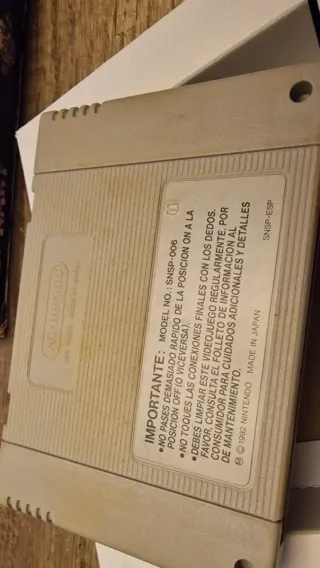 Nintendo
IMPORTANTE: MODEL NO.: SNSP-006
•NO PASES DEMASIADO RAPIDO DE LA POSICION ON A LA
POSICION OFF (O VICEVERSA).
•NO TOQUES LAS CONEXIONES FINALES CON LOS DEDOS.
•DEBES LIMPIAR ESTE VIDEOJUEGO REGULARMENTE. POR
FAVOR, CONSULTA EL FOLLETO DE INFORMACION AL
CONSUMIDOR PARA CUIDADOS ADICIONALES Y DETALLES
DE MANTENIMIENTO.
Ⓜ © 1992 NINTENDO MADE IN JAPAN
SNSP-ESP